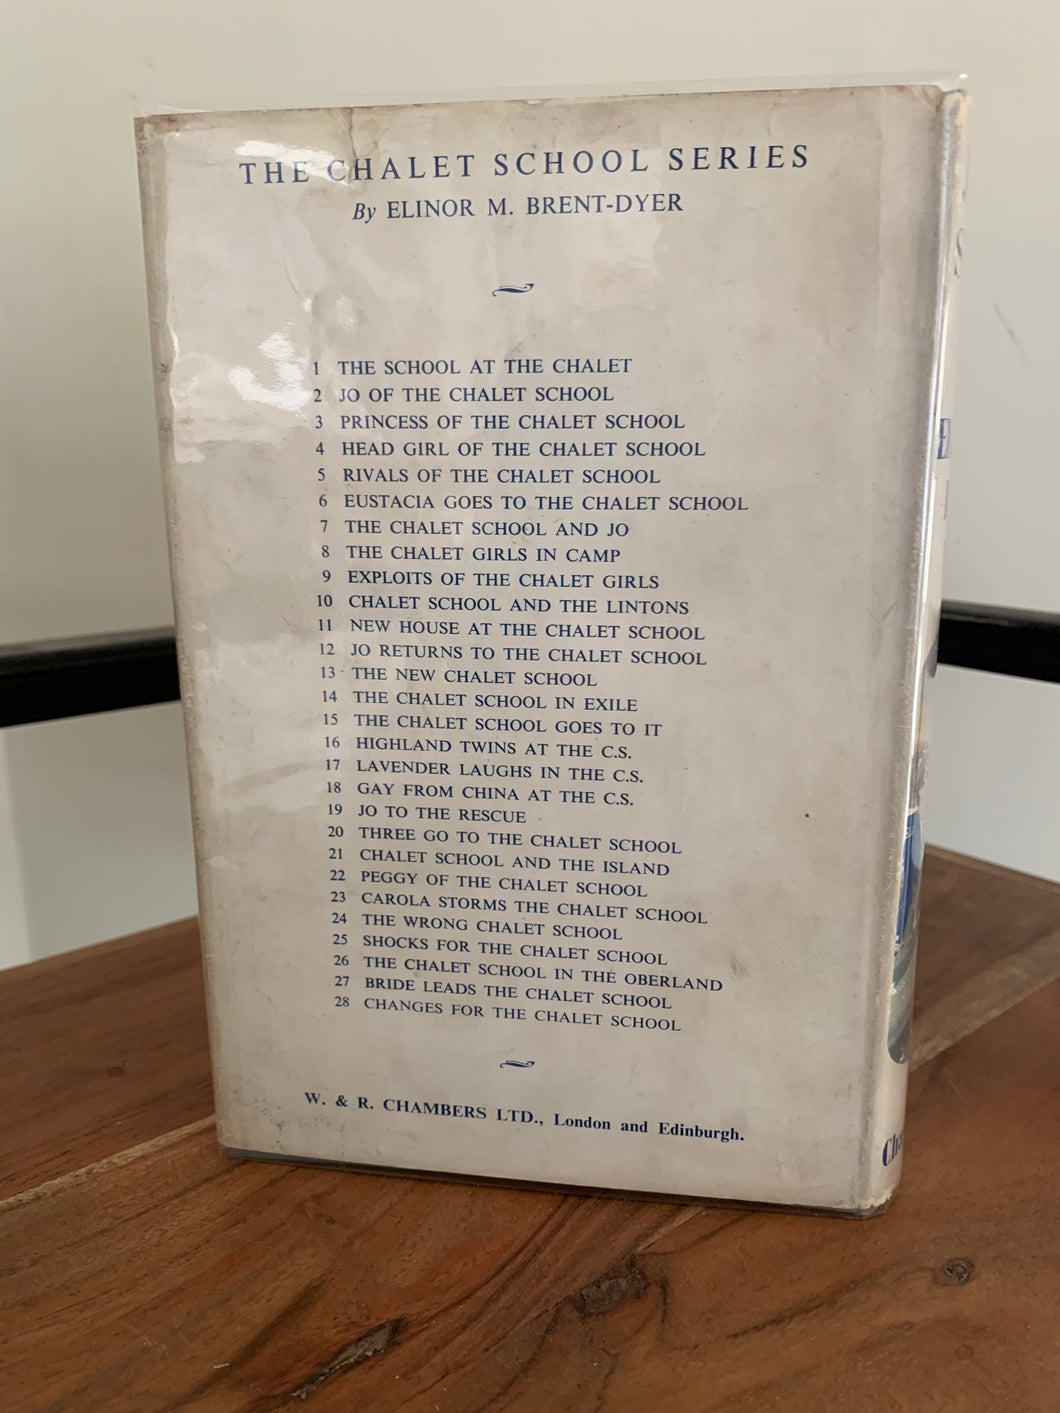 THE CHALET SCHOOL SERIES
By ELINOR M. BRENT-DYER
1 THE SCHOOL AT THE CHALET
2 JO OF THE CHALET SCHOOL
3 PRINCESS OF THE CHALET SCHOOL
4 HEAD GIRL OF THE CHALET SCHOOL
5 RIVALS OF THE CHALET SCHOOL
6 EUSTACIA GOES TO THE CHALET SCHOOL
7 THE CHALET SCHOOL AND JO
8 THE CHALET GIRLS IN CAMP
9 EXPLOITS OF THE CHALET GIRLS
10 CHALET SCHOOL AND THE LINTONS
11 NEW HOUSE AT THE CHALET SCHOOL
12 JO RETURNS TO THE CHALET SCHOOL
13 THE NEW CHALET SCHOOL
14 THE CHALET SCHOOL IN EXILE
15 THE CHALET SCHOOL GOES TO IT
16 HIGHLAND TWINS AT THE C.S.
17 LAVENDER LAUGHS IN THE C.S.
18 GAY FROM CHINA AT THE C.S.
19 JO TO THE RESCUE
20 THREE GO TO THE CHALET SCHOOL
21 CHALET SCHOOL AND THE ISLAND
22 PEGGY OF THE CHALET SCHOOL
23 CAROLA STORMS THE CHALET SCHOOL
24 THE WRONG CHALET SCHOOL
25 SHOCKS FOR THE CHALET SCHOOL
26 THE CHALET SCHOOL IN THE OBERLAND
27 BRIDE LEADS THE CHALET SCHOOL
28 CHANGES FOR THE CHALET SCHOOL
W. & R. CHAMBERS LTD., London and Edinburgh.